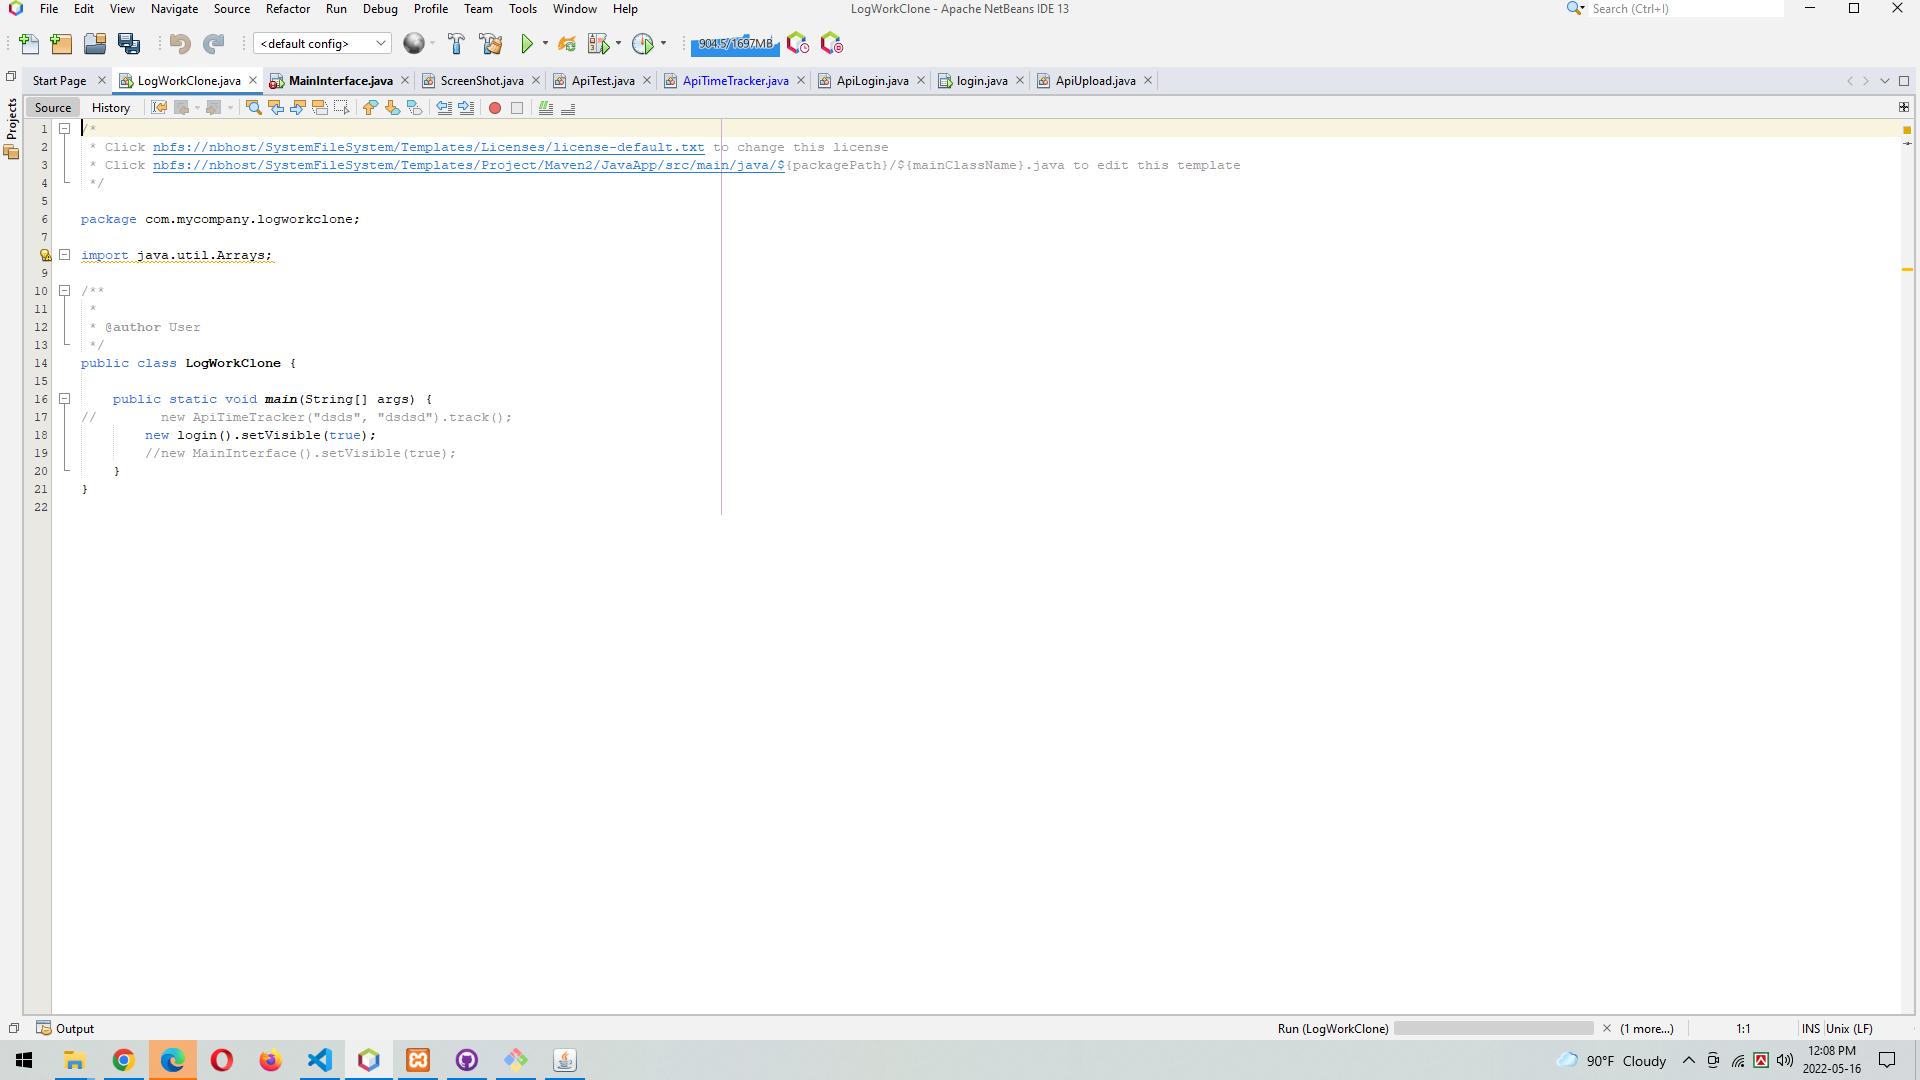 File Edit View Navigate Source Refactor Run Debug Profile Team Tools Window Help LogWorkClone - Apache NetBeans IDE 13 Search (Ctrl+I)
<default config> 904.5/1697MB
Start Page LogWorkClone.java MainInterface.java ScreenShot.java ApiTest.java ApiTimeTracker.java ApiLogin.java login.java ApiUpload.java
Projects
Source History
1 /*
2 * Click nbfs://nbhost/SystemFileSystem/Templates/Licenses/license-default.txt to change this license
3 * Click nbfs://nbhost/SystemFileSystem/Templates/Project/Maven2/JavaApp/src/main/java/${packagePath}/${mainClassName}.java to edit this template
4 */
5
6 package com.mycompany.logworkclone;
7
import java.util.Arrays;
9
10 /**
11 *
12 * @author User
13 */
14 public class LogWorkClone {
15
16 public static void main(String[] args) {
17 // new ApiTimeTracker("dsds", "dsdsd").track();
18 new login().setVisible(true);
19 //new MainInterface().setVisible(true);
20 }
21 }
22
Output Run (LogWorkClone) (1 more...) 1:1 INS Unix (LF)
90°F Cloudy 12:08 PM
2022-05-16